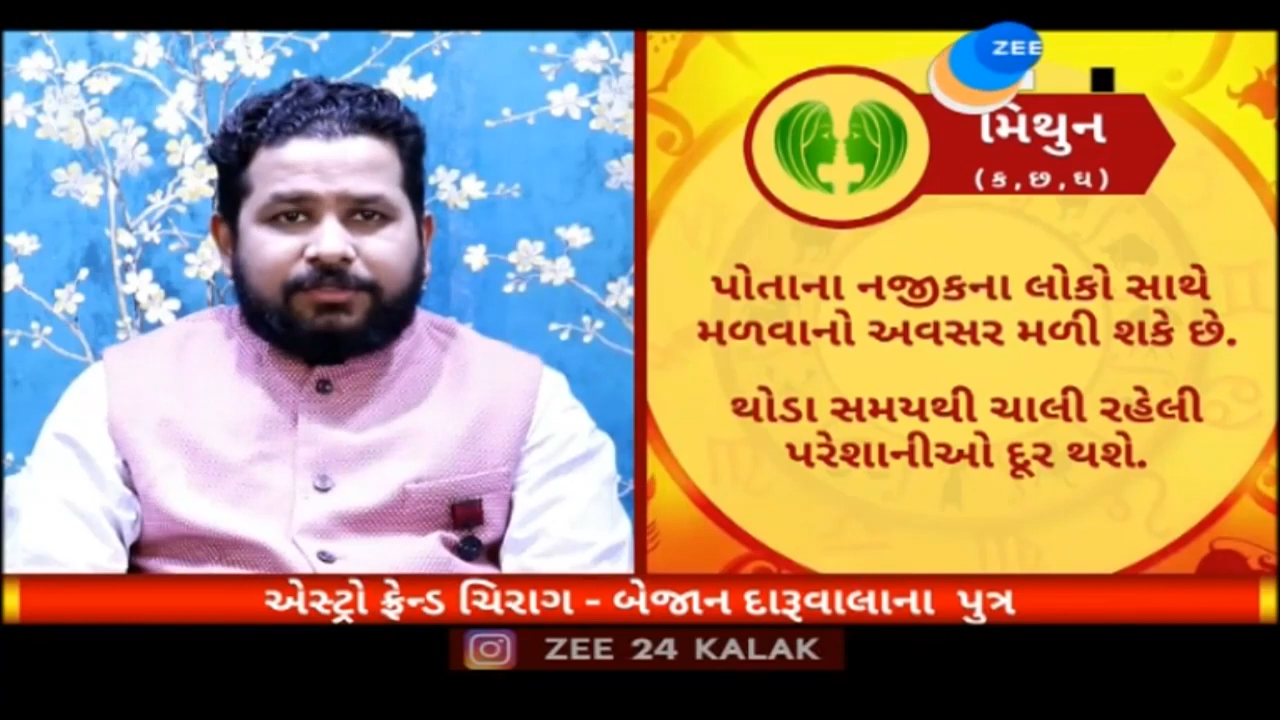 ZEE
મિથુન
(ક,છ,ઘ)
પોતાના નજીકના લોકો સાથે
મળવાનો અવસર મળી શકે છે.
થોડા સમયથી ચાલી રહેલી
પરેશાનીઓ દૂર થશે.
એસ્ટ્રો ફ્રેન્ડ ચિરાગ - બેજાન દારૂવાલાના પુત્ર
ZEE 24 KALAK